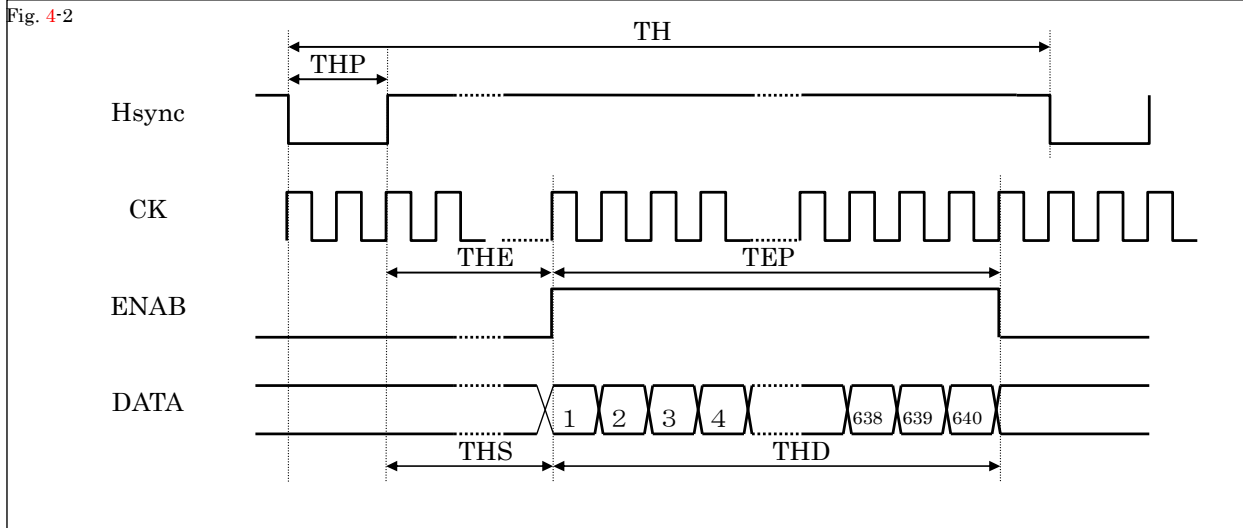 Fig. 4-2
TH
THP
Hsync
CK
THE TEP
ENAB
DATA
1 2 3 4 638 639 640
THS THD